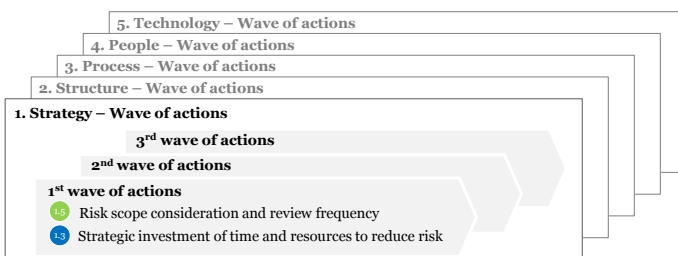 5. Technology – Wave of actions
4. People – Wave of actions
3. Process – Wave of actions
2. Structure – Wave of actions
1. Strategy – Wave of actions
3rd wave of actions
2nd wave of actions
1st wave of actions
1.5 Risk scope consideration and review frequency
1.3 Strategic investment of time and resources to reduce risk